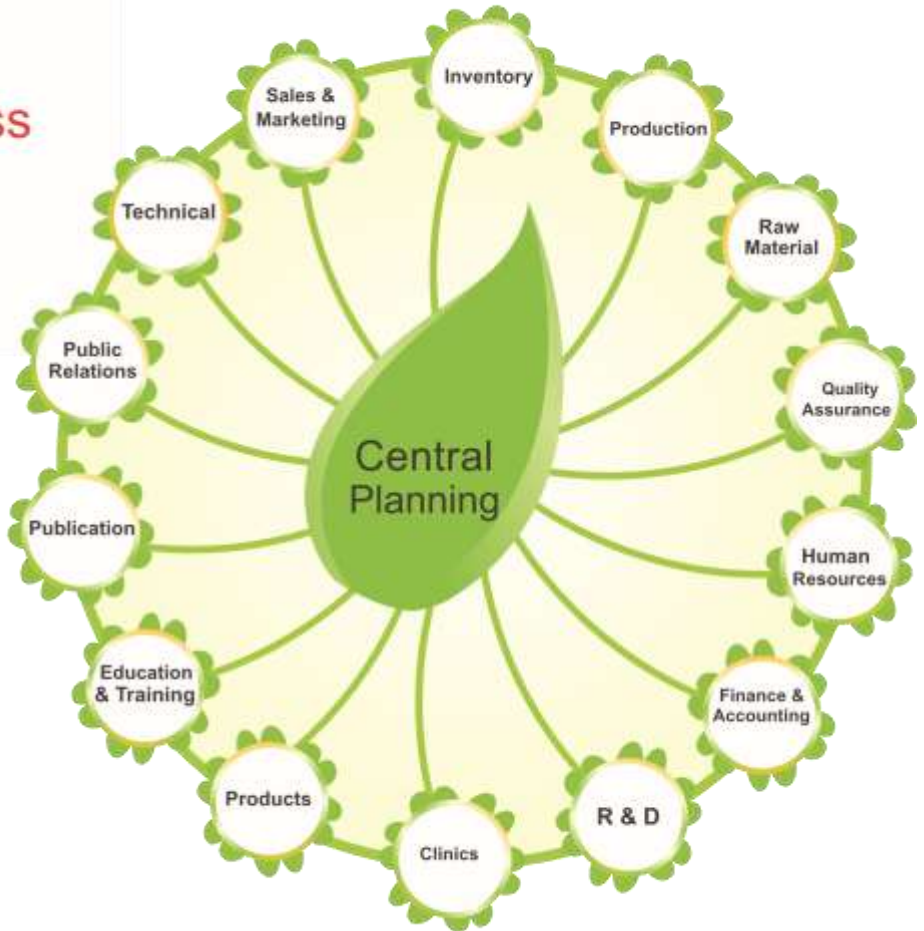 ss
Inventory
Sales &
Marketing
Production
Technical
Raw
Material
Public
Relations
Quality
Assurance
Central
Planning
Publication
Human
Resources
Education
& Training
Finance &
Accounting
Products
R & D
Clinics